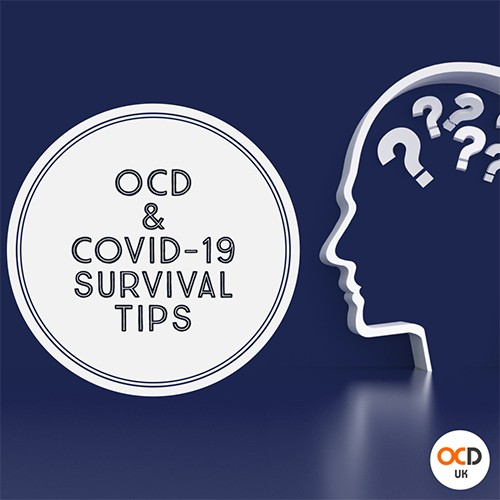 OCD
&
COVID-19
SURVIVAL
TIPS
? ? ? ? ?
OCD
UK